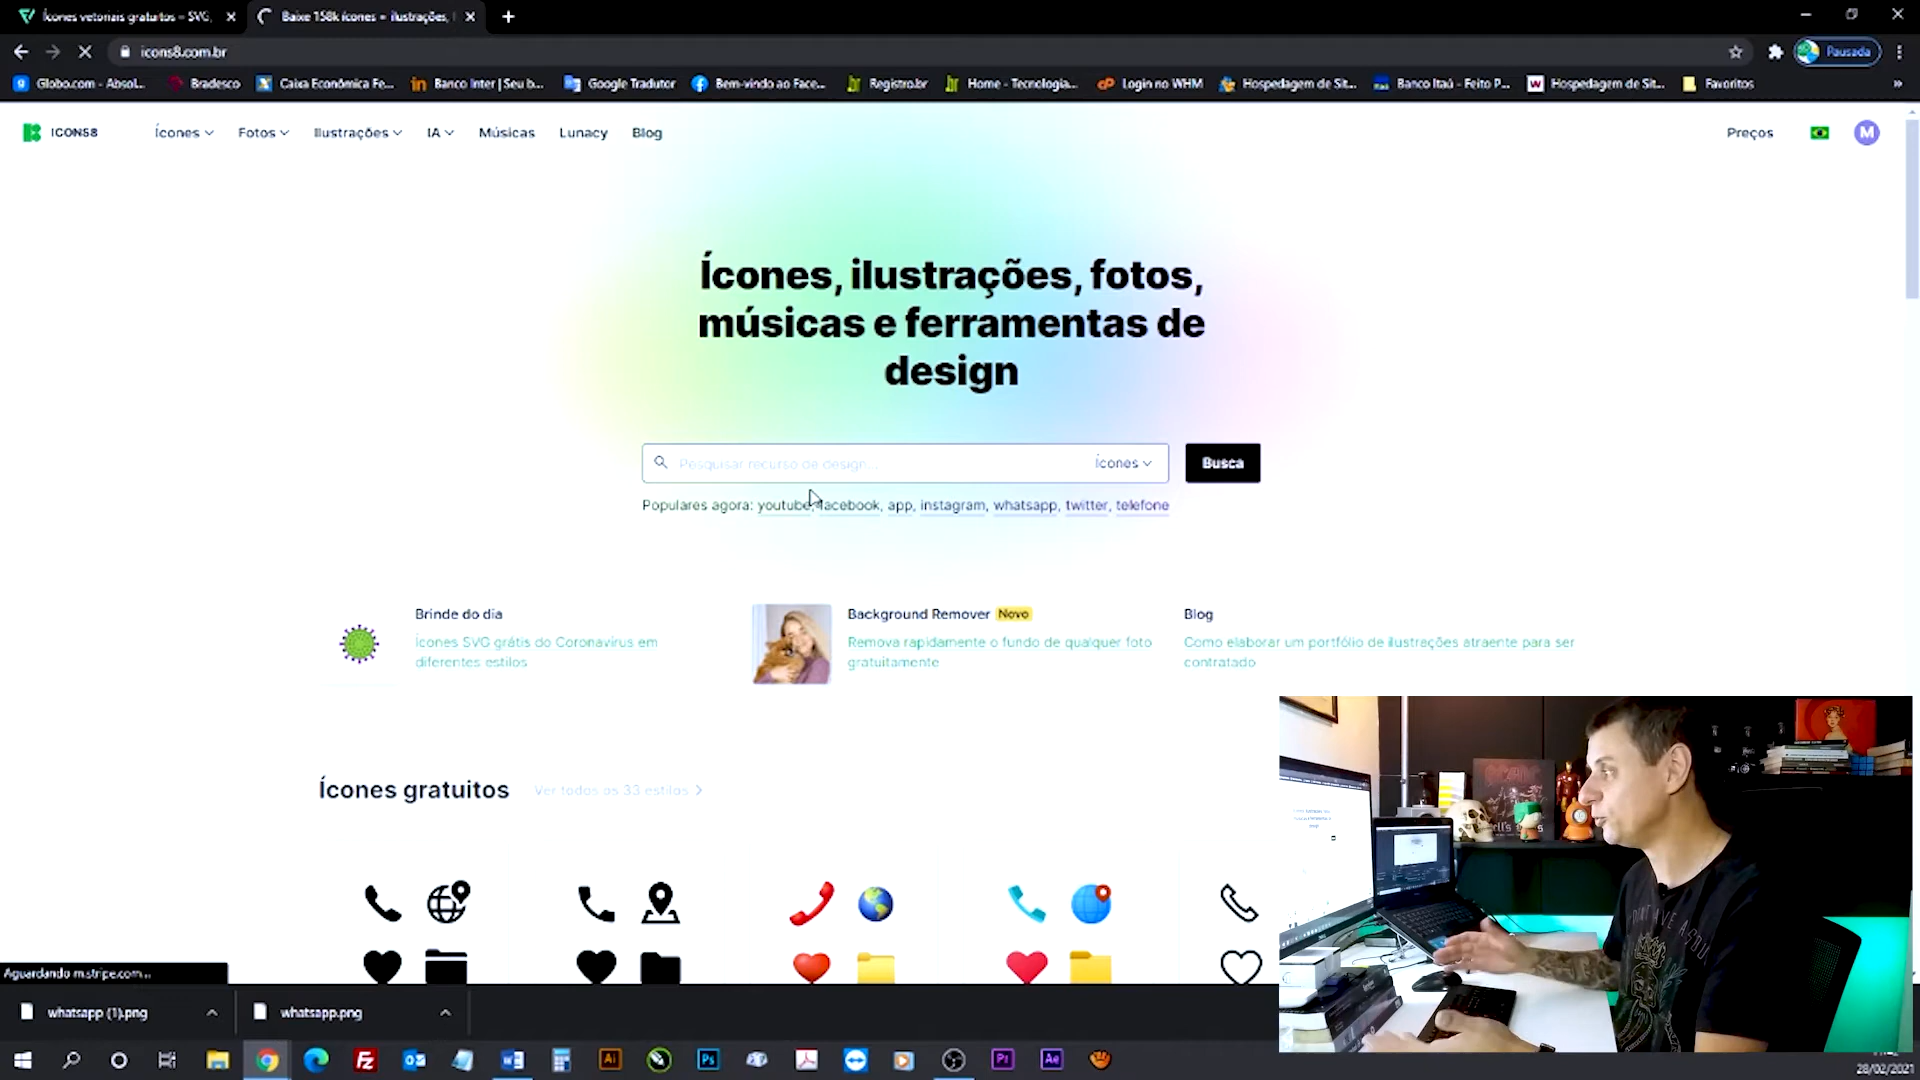 Ícones vetoriais gratuitos – SVG,
Baixe 158k ícones = ilustrações,
icons8.com.br
Pausada
Globo.com - Absol...
Bradesco
Caixa Econômica Fe...
Banco Inter | Seu b...
Google Tradutor
Bem-vindo ao Face...
Registro.br
Home - Tecnologia...
Login no WHM
Hospedagem de Sit...
Banco Itaú - Feito P...
Hospedagem de Sit...
Favoritos
ICONS8
Ícones
Fotos
Ilustrações
IA
Músicas
Lunacy
Blog
Preços
M
Ícones, ilustrações, fotos,
músicas e ferramentas de
design
Pesquisar recurso de design...
Ícones
Busca
Populares agora: youtube, facebook, app, instagram, whatsapp, twitter, telefone
Brinde do dia
Ícones SVG grátis do Coronavírus em
diferentes estilos
Background Remover Novo
Remova rapidamente o fundo de qualquer foto
gratuitamente
Blog
Como elaborar um portfólio de ilustrações atraente para ser
contratado
Ícones gratuitos
Ver todos os 33 estilos
Aguardando m.stripe.com...
whatsapp (1).png
whatsapp.png
28/02/2021